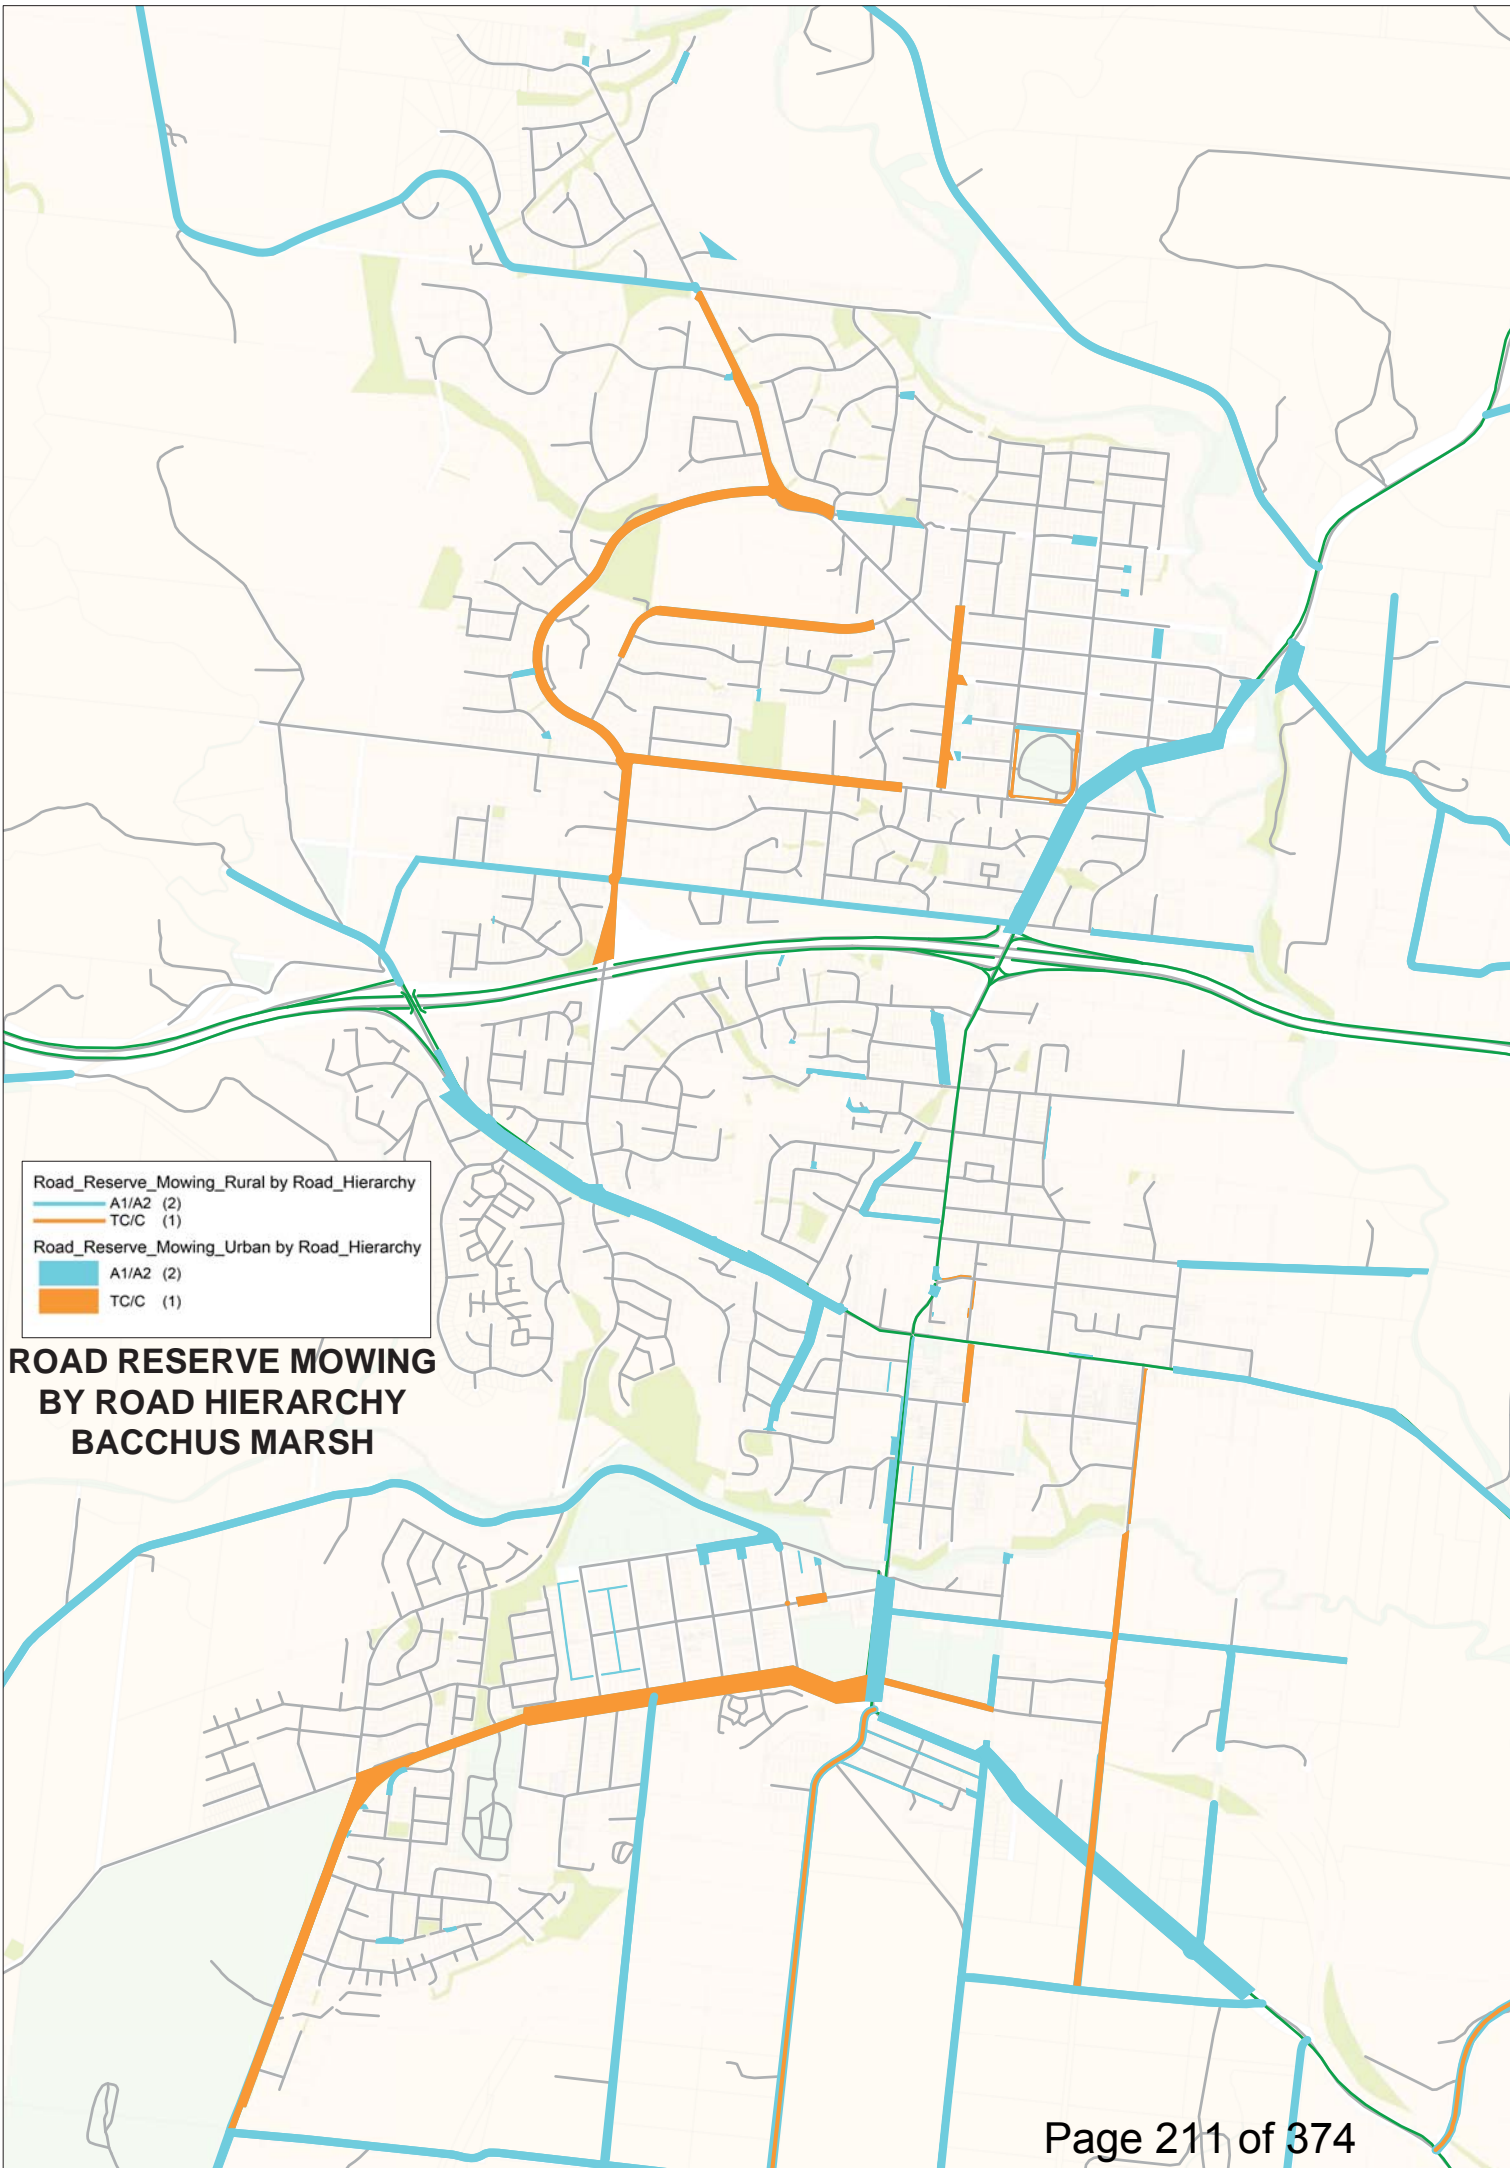 Road_Reserve_Mowing_Rural by Road_Hierarchy
A1/A2 (2)
TC/C (1)
Road_Reserve_Mowing_Urban by Road_Hierarchy
A1/A2 (2)
TC/C (1)
ROAD RESERVE MOWING
BY ROAD HIERARCHY
BACCHUS MARSH
Page 211 of 374